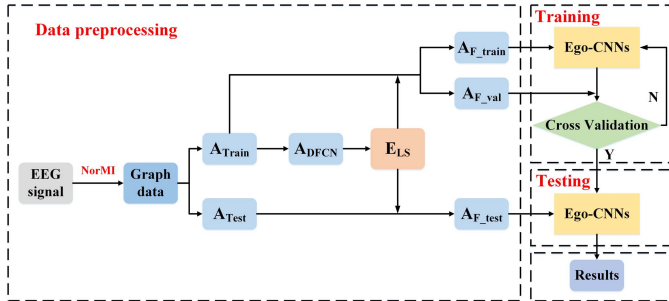 Data preprocessing
Training
A_F_train
Ego-CNNs
A_F_val
N
Cross Validation
A_Train
A_DFCN
E_LS
Y
EEG
signal
NorMI
Graph
data
Testing
A_Test
A_F_test
Ego-CNNs
Results